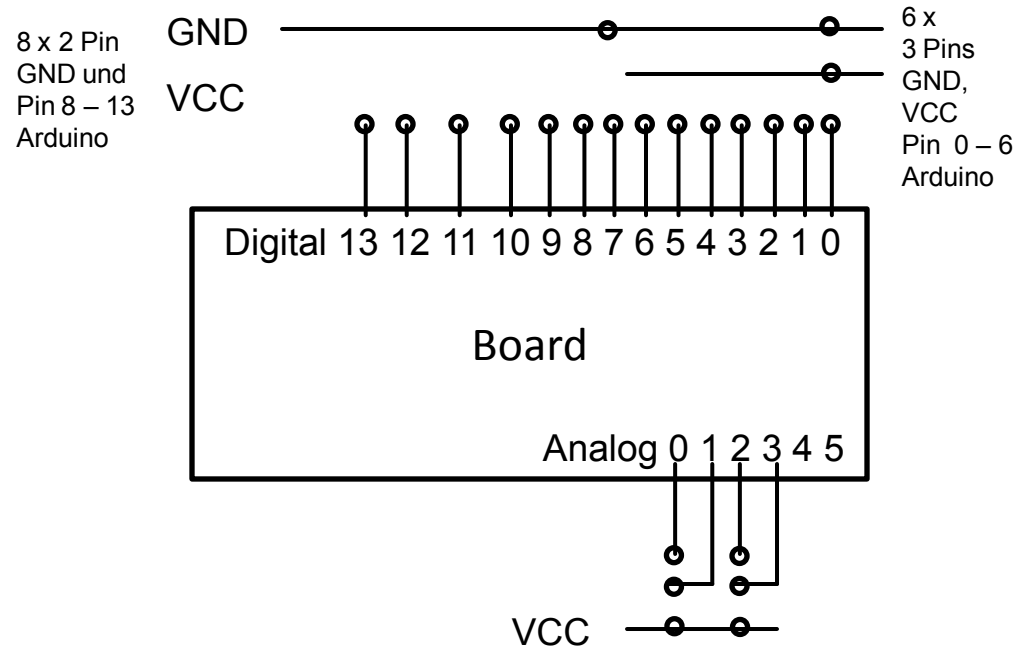 8 x 2 Pin
GND und
Pin 8 – 13
Arduino
GND
VCC
6 x
3 Pins
GND,
VCC
Pin 0 – 6
Arduino
Digital 13 12 11 10 9 8 7 6 5 4 3 2 1 0
Board
Analog 0 1 2 3 4 5
VCC